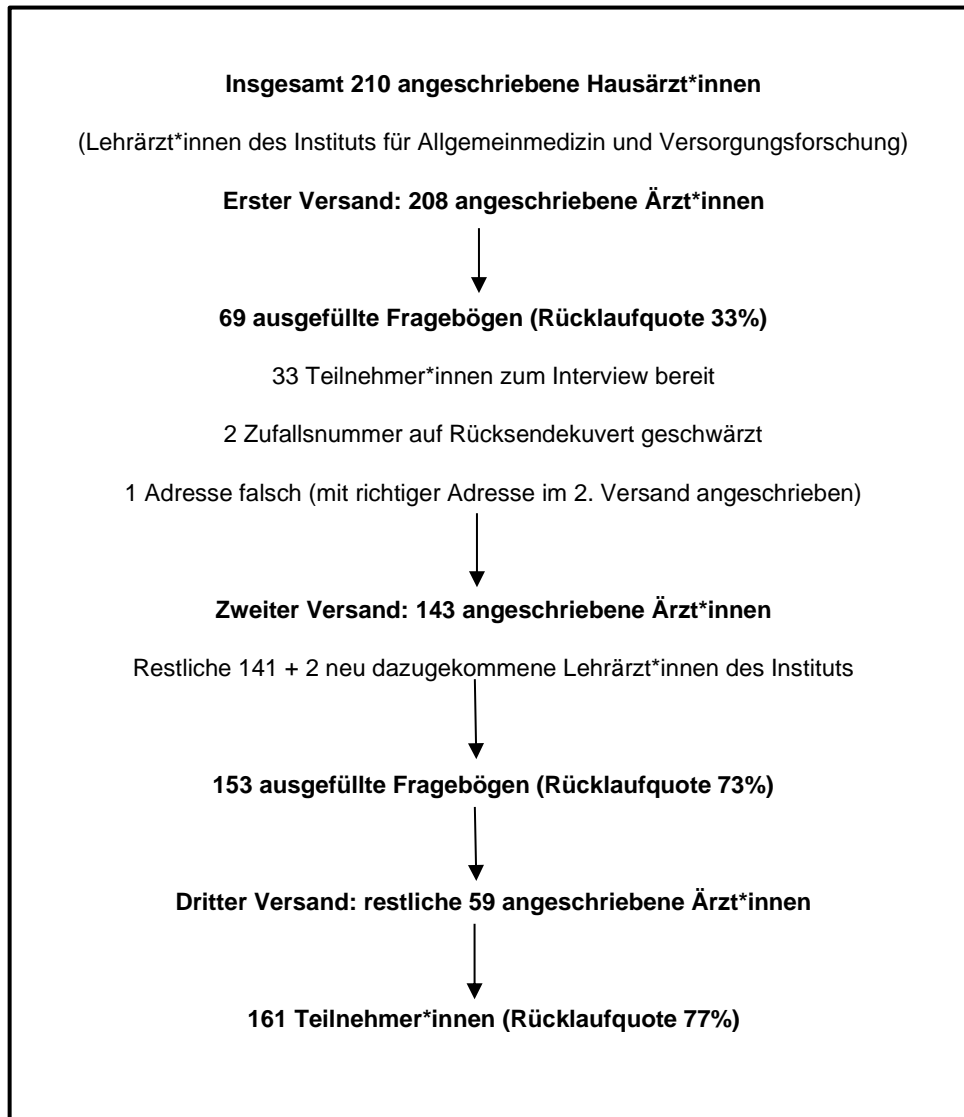 Insgesamt 210 angeschriebene Hausärzt*innen
(Lehrärzt*innen des Instituts für Allgemeinmedizin und Versorgungsforschung)
Erster Versand: 208 angeschriebene Ärzt*innen
69 ausgefüllte Fragebögen (Rücklaufquote 33%)
33 Teilnehmer*innen zum Interview bereit
2 Zufallsnummer auf Rücksendekuvert geschwärzt
1 Adresse falsch (mit richtiger Adresse im 2. Versand angeschrieben)
Zweiter Versand: 143 angeschriebene Ärzt*innen
Restliche 141 + 2 neu dazugekommene Lehrärzt*innen des Instituts
153 ausgefüllte Fragebögen (Rücklaufquote 73%)
Dritter Versand: restliche 59 angeschriebene Ärzt*innen
161 Teilnehmer*innen (Rücklaufquote 77%)